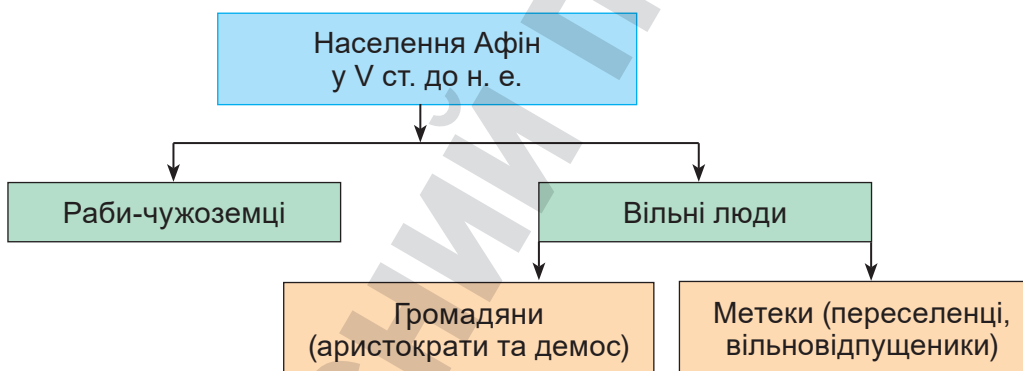 Населення Афін
у V ст. до н. е.
Раби-чужоземці
Вільні люди
Громадяни
(аристократи та демос)
Метеки (переселенці,
вільновідпущеники)